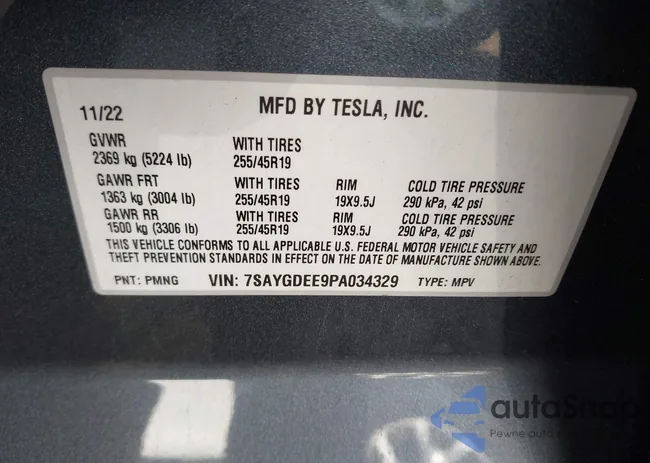 11/22 MFD BY TESLA, INC.
GVWR WITH TIRES
2369 kg (5224 lb) 255/45R19
GAWR FRT WITH TIRES RIM COLD TIRE PRESSURE
1363 kg (3004 lb) 255/45R19 19X9.5J 290 kPa, 42 psi
GAWR RR WITH TIRES RIM COLD TIRE PRESSURE
1500 kg (3306 lb) 255/45R19 19X9.5J 290 kPa, 42 psi
THIS VEHICLE CONFORMS TO ALL APPLICABLE U.S. FEDERAL MOTOR VEHICLE SAFETY AND
THEFT PREVENTION STANDARDS IN EFFECT ON THE DATE OF MANUFACTURE SHOWN ABOVE.
PNT: PMNG VIN: 7SAYGDEE9PA034329 TYPE: MPV
autaShop
Pewne auto